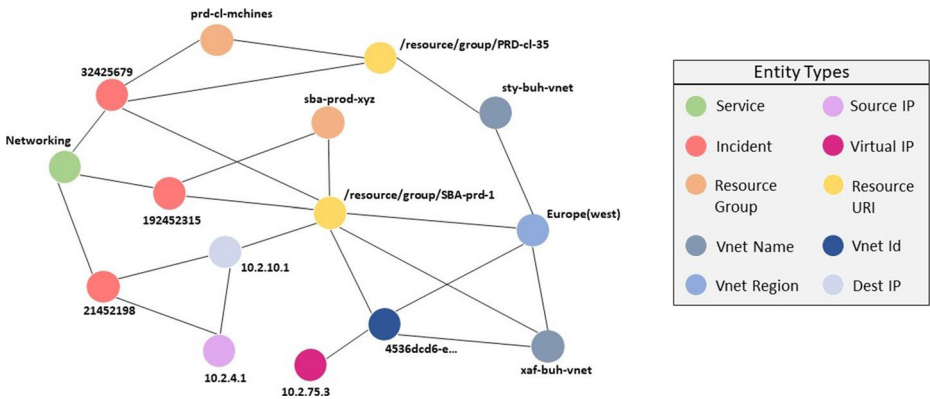 prd-cl-mchines
/resource/group/PRD-cl-35
32425679
sba-prod-xyz
sty-buh-vnet
Networking
/resource/group/SBA-prd-1
192452315
Europe(west)
10.2.10.1
21452198
4536dcd6-e...
10.2.4.1
10.2.75.3
xaf-buh-vnet
Entity Types
Service
Source IP
Incident
Virtual IP
Resource
Group
Resource
URI
Vnet Name
Vnet Id
Vnet Region
Dest IP